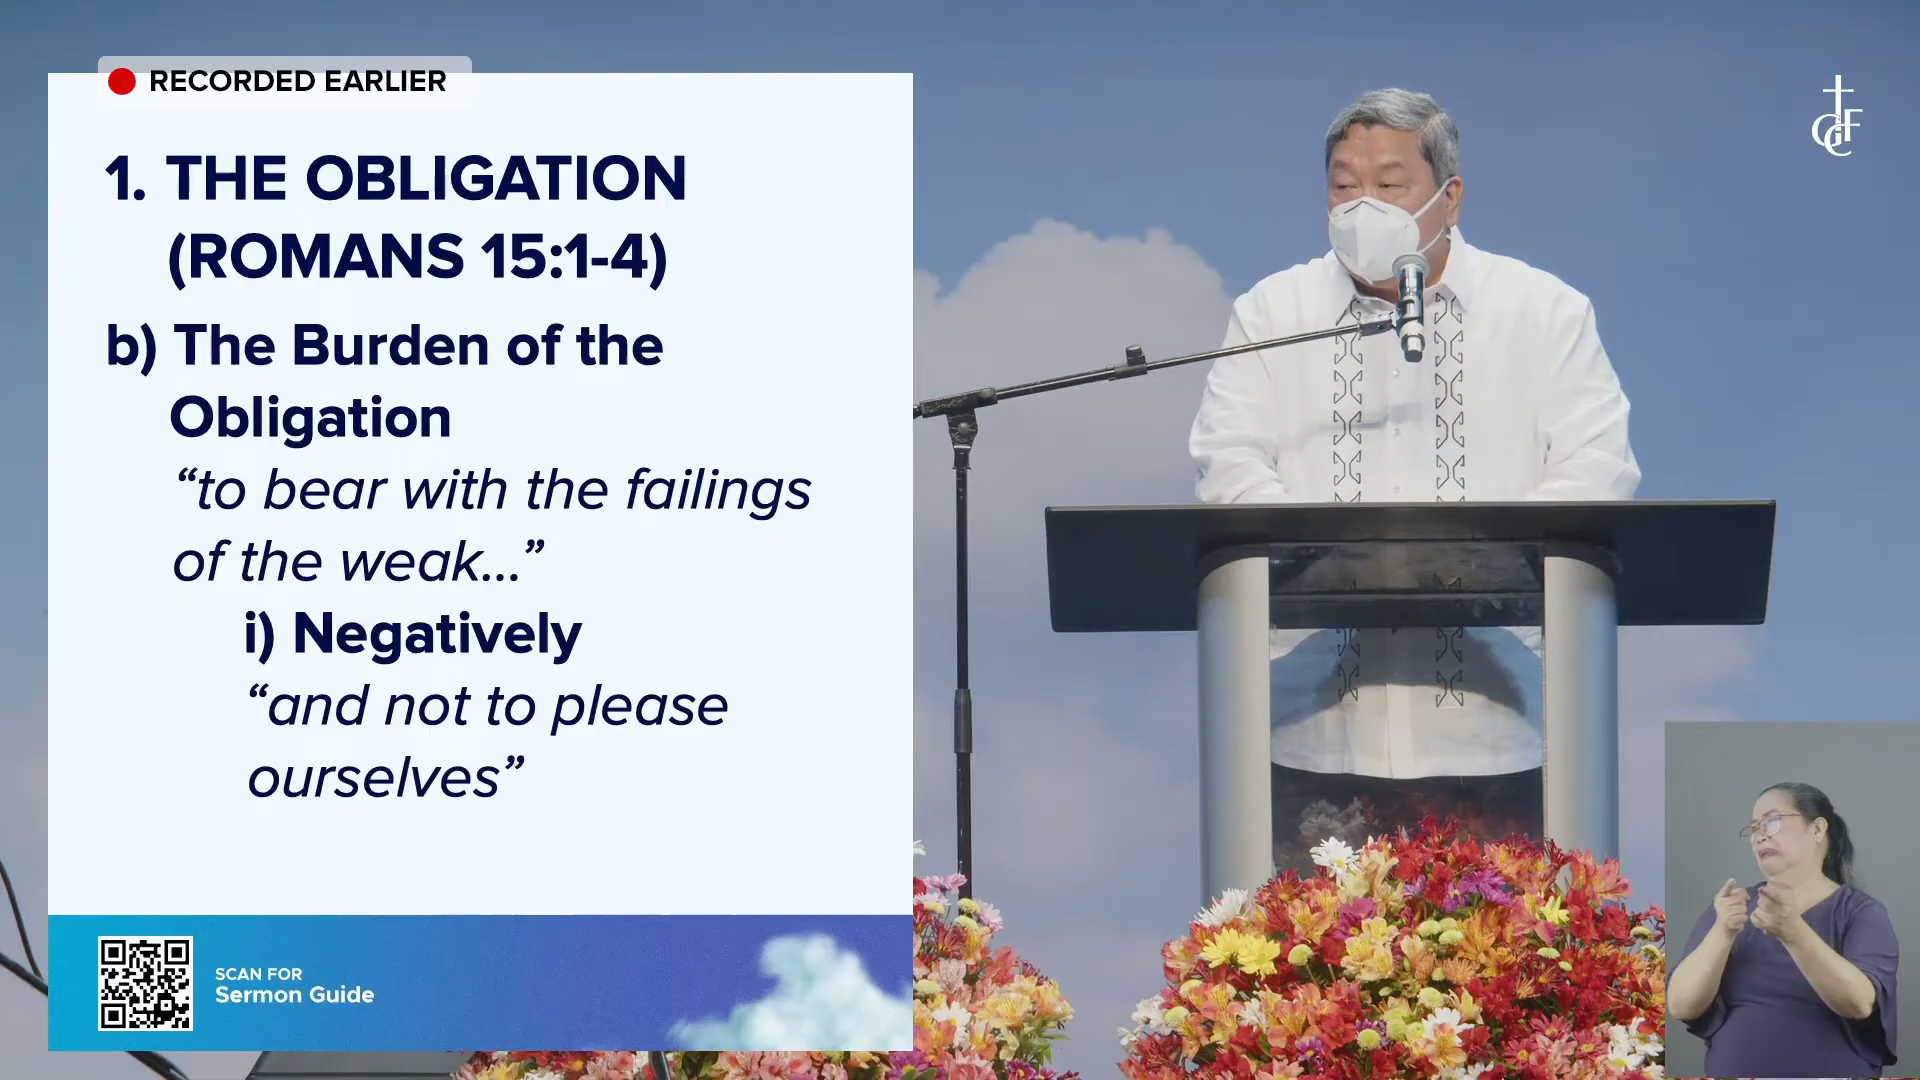 RECORDED EARLIER
1. THE OBLIGATION
(ROMANS 15:1-4)
b) The Burden of the
Obligation
“to bear with the failings
of the weak...”
i) Negatively
“and not to please
ourselves”
SCAN FOR
Sermon Guide
GCF